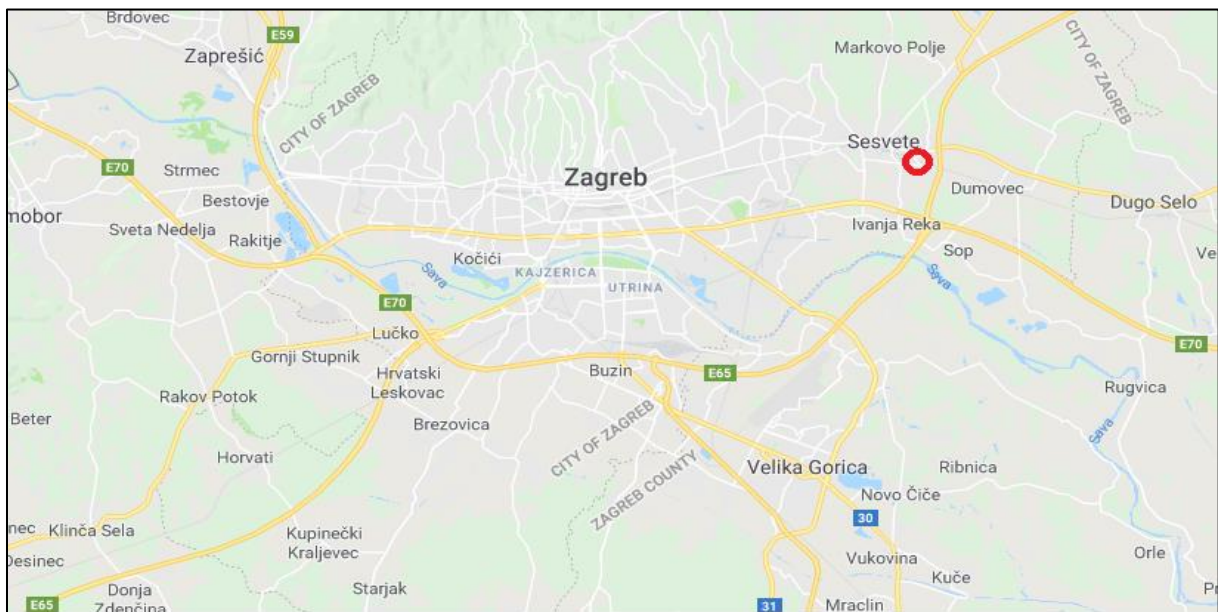 Brdovec
E59
Zaprešić
Markovo Polje
CITY OF ZAGREB
CITY OF ZAGREB
Sesvete
E70
Strmec
Zagreb
Dumovec
Bestovje
Dugo Selo
mobor
Sveta Nedelja
Rakitje
Ivanja Reka
Kočići
Sop
Ve
Sava
KAJZERICA
UTRINA
Sava
E70
Lučko
Gornji Stupnik
E70
Hrvatski
Leskovac
Buzin
E65
Rugvica
Rakov Potok
Beter
Brezovica
CITY OF ZAGREB
ZAGREB COUNTY
Sava
Horvati
Velika Gorica
Ribnica
Novo Čiče
nec
Klinča Sela
30
Kupinečki
Kraljevec
Desinec
Vukovina
Orle
Donja
Zdenčina
Starjak
Kuče
E65
31
Mraclin